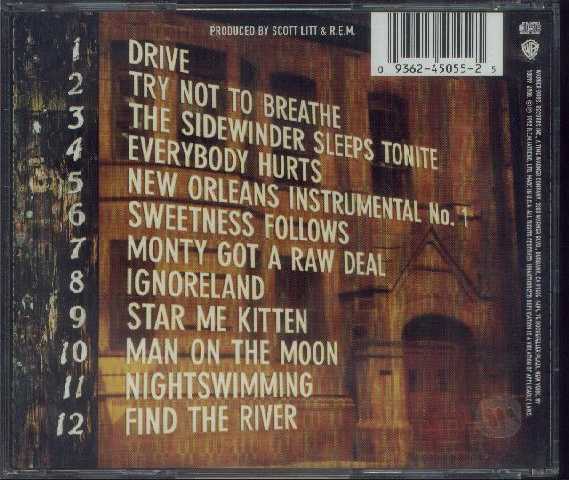 PRODUCED BY SCOTT LITT & R.E.M.
0 9362-45055-2 5
1 DRIVE
2 TRY NOT TO BREATHE
3 THE SIDEWINDER SLEEPS TONITE
4 EVERYBODY HURTS
5 NEW ORLEANS INSTRUMENTAL No. 1
6 SWEETNESS FOLLOWS
7 MONTY GOT A RAW DEAL
8 IGNORELAND
9 STAR ME KITTEN
10 MAN ON THE MOON
11 NIGHTSWIMMING
12 FIND THE RIVER